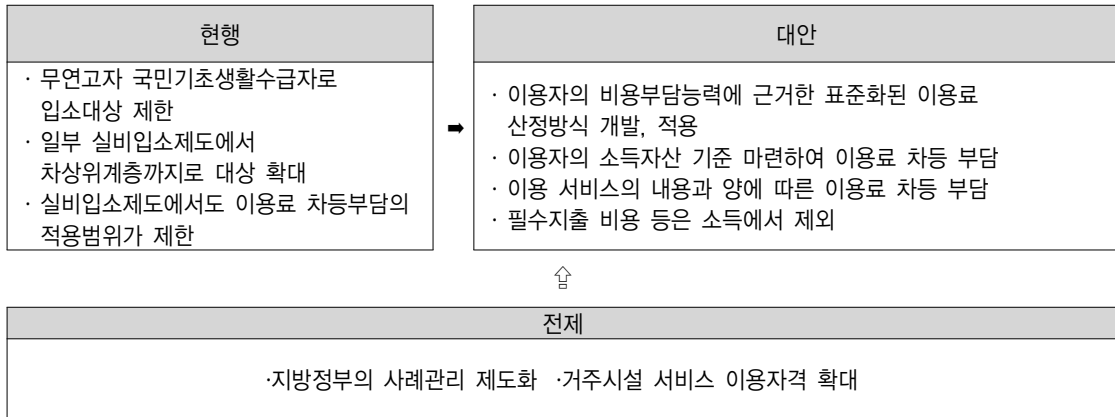 현행
· 무연고자 국민기초생활수급자로
입소대상 제한
· 일부 실비입소제도에서
차상위계층까지로 대상 확대
· 실비입소제도에서도 이용료 차등부담의
적용범위가 제한
➡
대안
· 이용자의 비용부담능력에 근거한 표준화된 이용료
산정방식 개발, 적용
· 이용자의 소득자산 기준 마련하여 이용료 차등 부담
· 이용 서비스의 내용과 양에 따른 이용료 차등 부담
· 필수지출 비용 등은 소득에서 제외
전제
·지방정부의 사례관리 제도화 ·거주시설 서비스 이용자격 확대